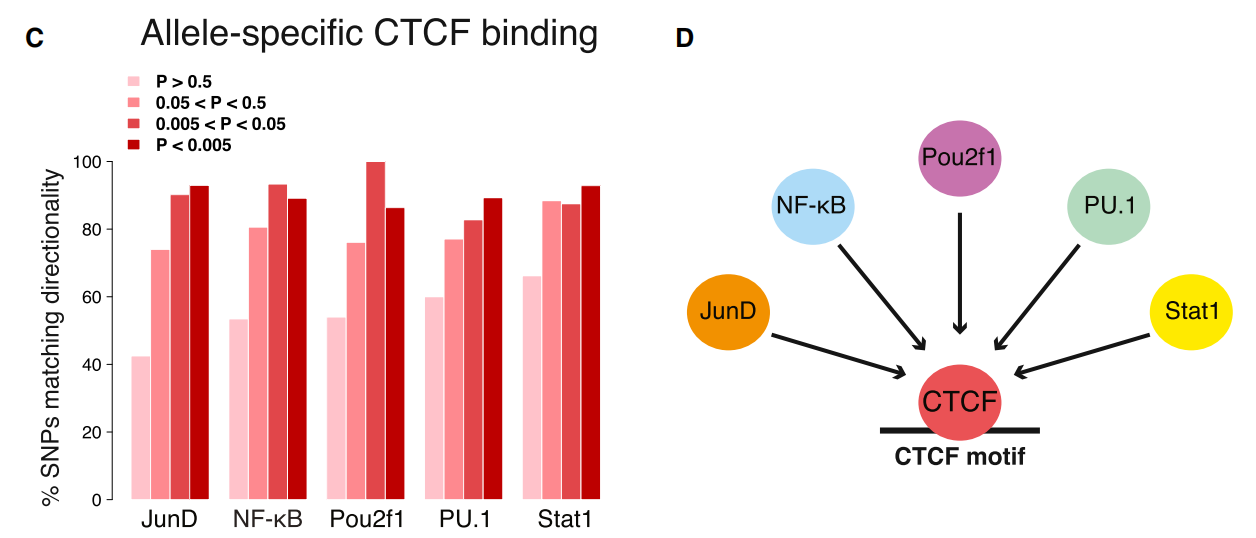 C
Allele-specific CTCF binding
P > 0.5
0.05 < P < 0.5
0.005 < P < 0.05
P < 0.005
% SNPs matching directionality
100
80
60
40
20
0
JunD NF-κB Pou2f1 PU.1 Stat1
D
Pou2f1
NF-κB PU.1
JunD Stat1
CTCF
CTCF motif